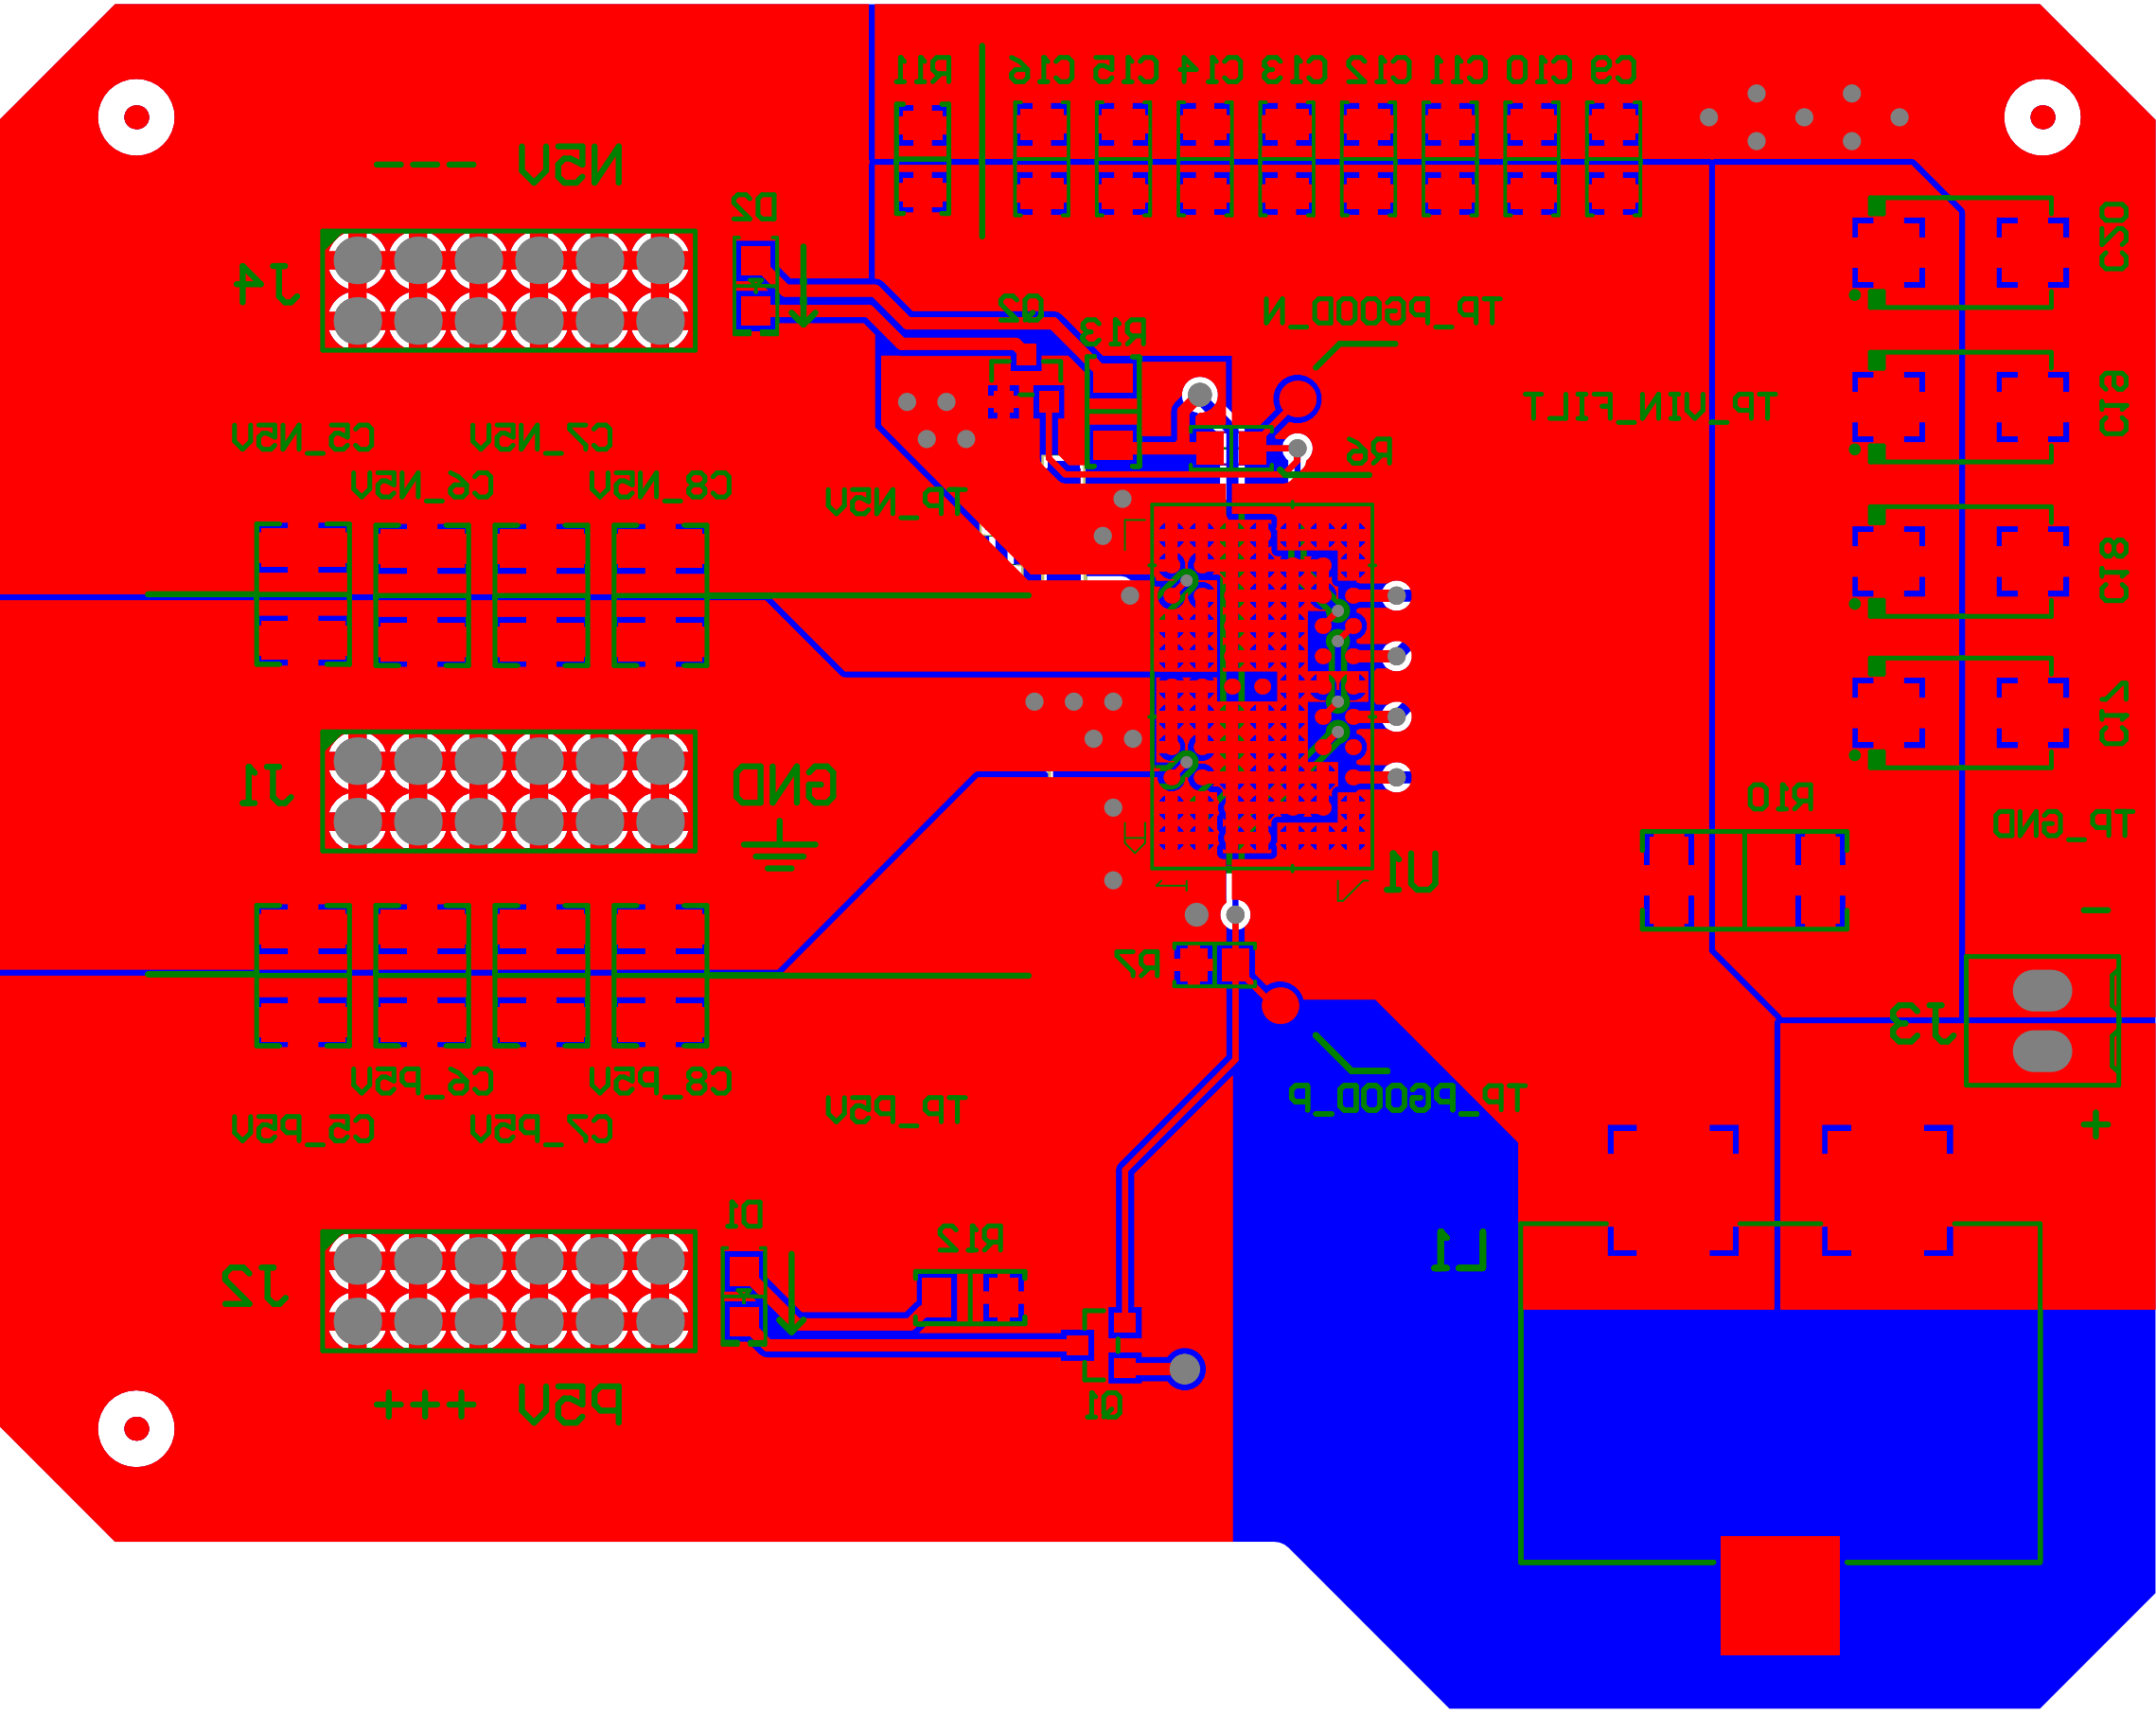 R11 C16 C15 C14 C13 C12 C11 C10 C9
N5V ---
D2
C20
J4
Q2
TP_PGOOD_N
R13
C19
TP_VIN_FILT
C5_N5V C7_N5V
R6
C6_N5V C8_N5V
TP_N5V
C18
C17
J1
GND
R10
TP_GND
U1
-
R7
J3
C6_P5V C8_P5V
TP_PGOOD_P
TP_P5V
C5_P5V C7_P5V
+
D1
R12
L1
J2
P5V +++
Q1